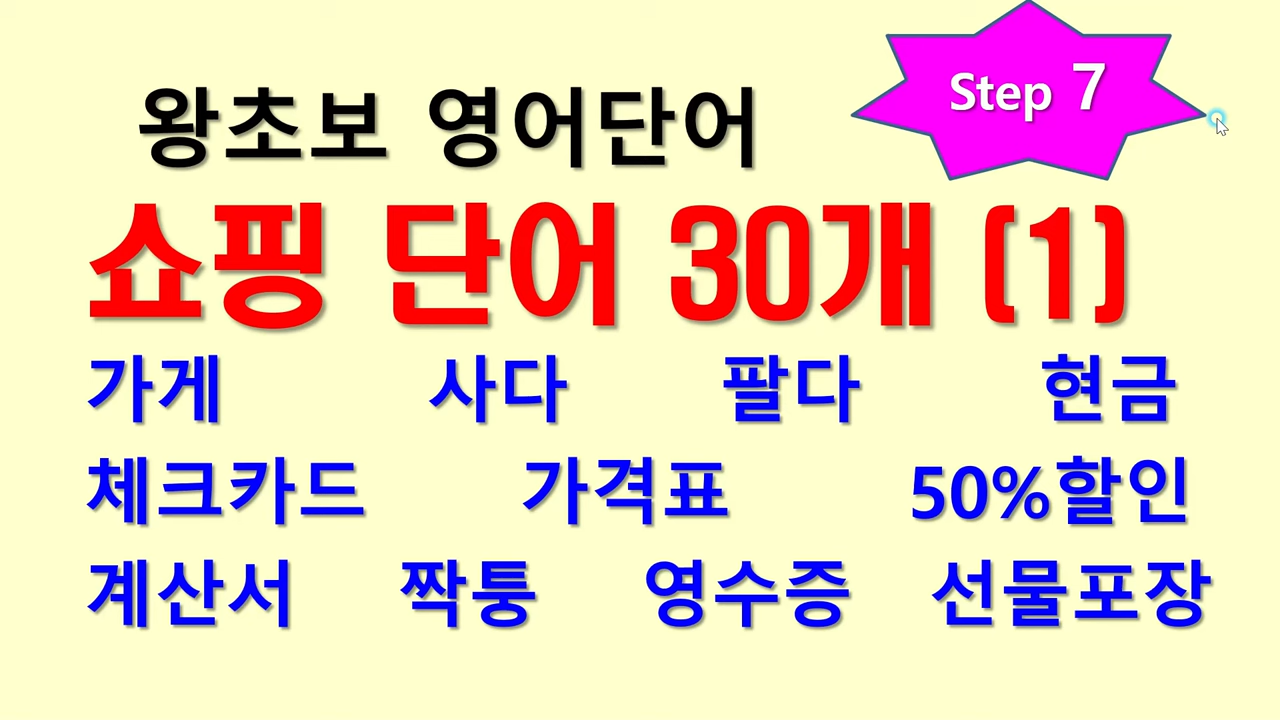 Step 7
왕초보 영어단어
쇼핑 단어 30개 (1)
가게 사다 팔다 현금
체크카드 가격표 50%할인
계산서 짝퉁 영수증 선물포장